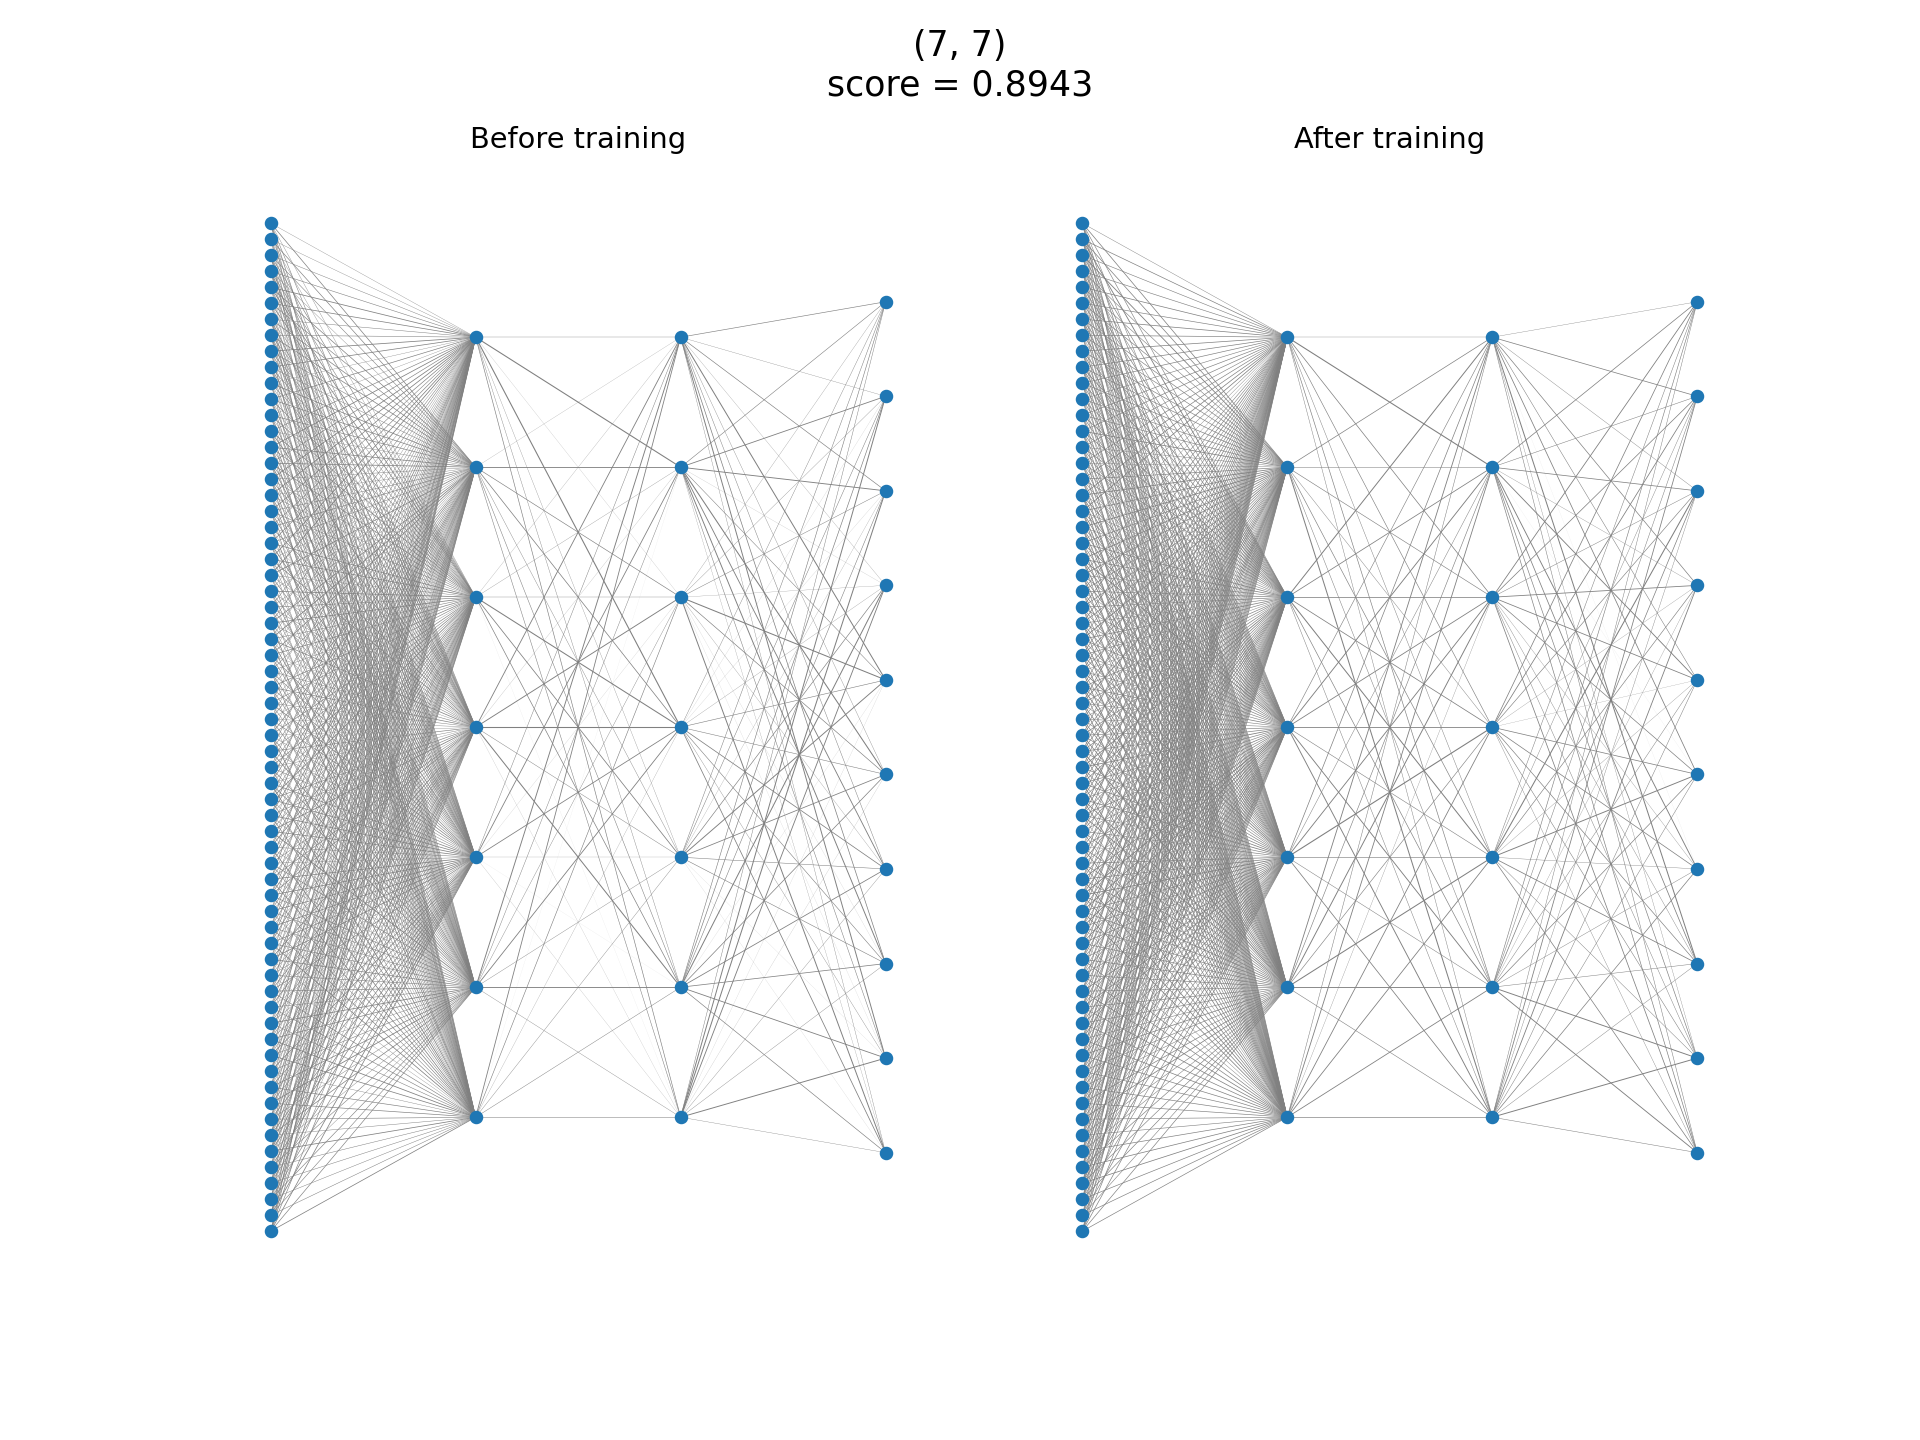 (7, 7)
score = 0.8943
Before training
After training